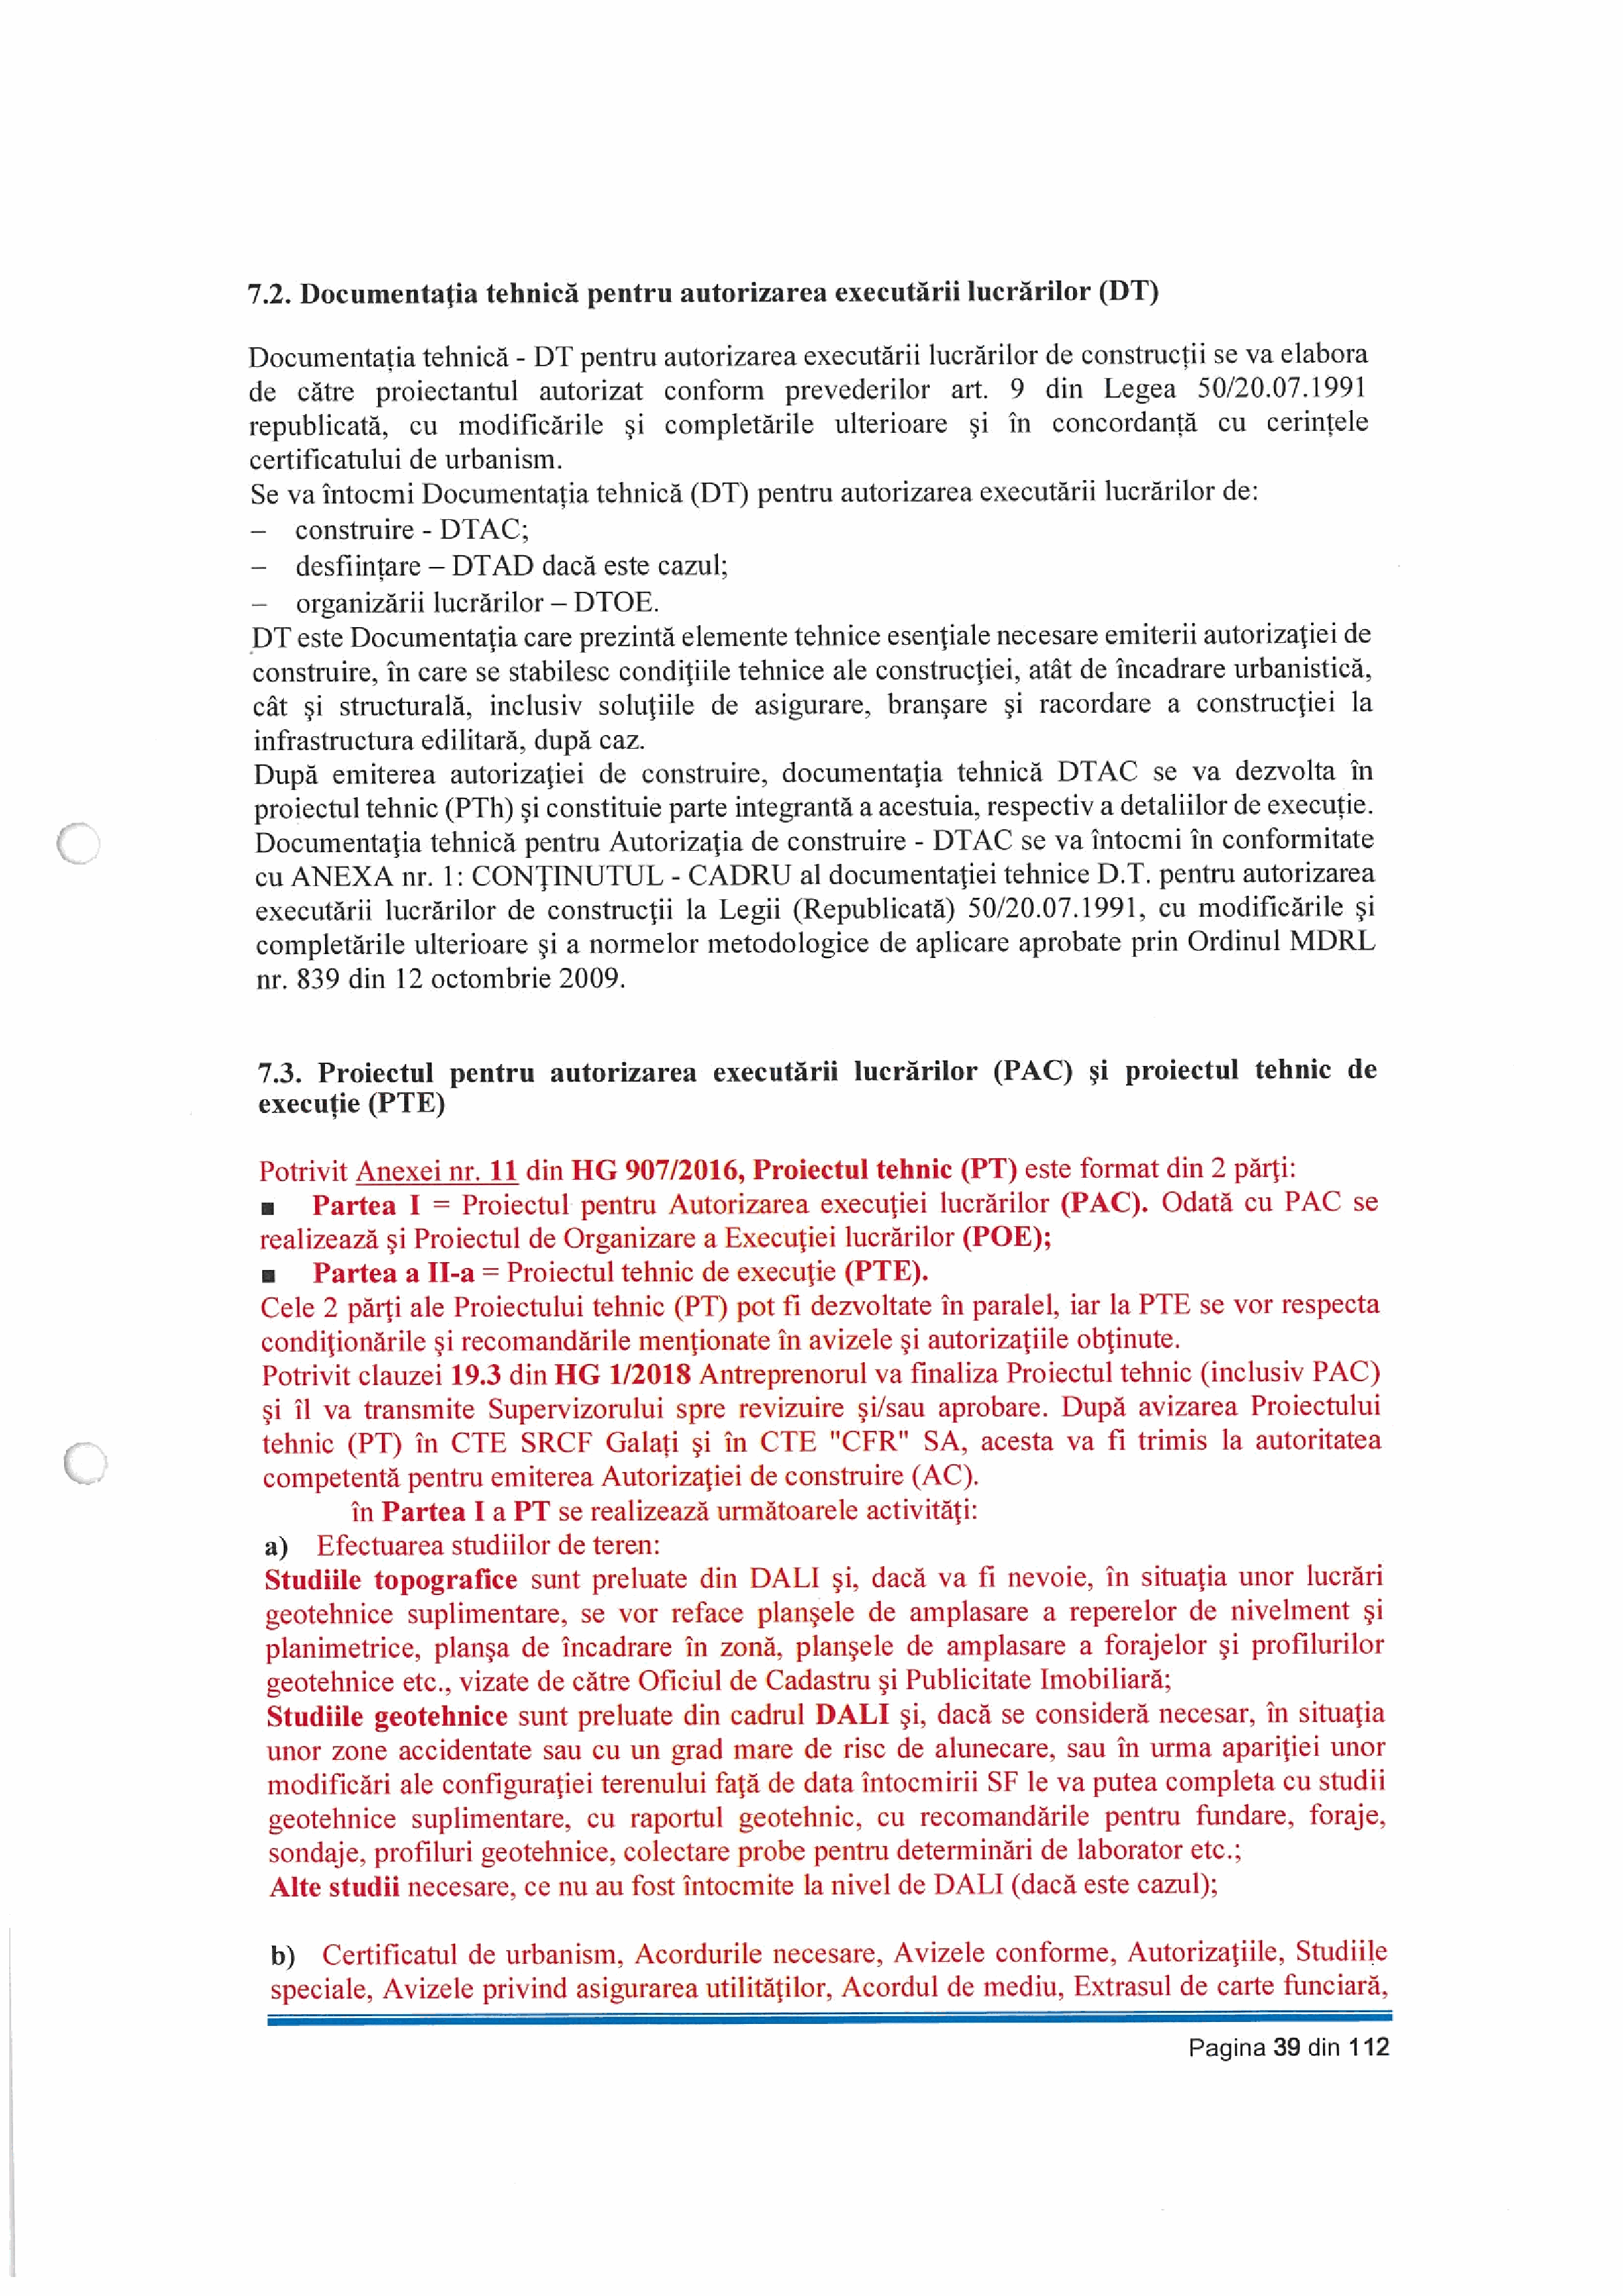 7.2. Documentaţia tehnică pentru autorizarea executării lucrărilor (DT)
Documentația tehnică - DT pentru autorizarea executării lucrărilor de construcții se va elabora
de către proiectantul autorizat conform prevederilor art. 9 din Legea 50/20.07.1991
republicată, cu modificările şi completările ulterioare şi în concordanță cu cerințele
certificatului de urbanism.
Se va întocmi Documentația tehnică (DT) pentru autorizarea executării lucrărilor de:
– construire - DTAC;
– desființare – DTAD dacă este cazul;
– organizării lucrărilor – DTOE.
DT este Documentația care prezintă elemente tehnice esenţiale necesare emiterii autorizaţiei de
construire, în care se stabilesc condiţiile tehnice ale construcţiei, atât de încadrare urbanistică,
cât şi structurală, inclusiv soluţiile de asigurare, branşare şi racordare a construcţiei la
infrastructura edilitară, după caz.
După emiterea autorizaţiei de construire, documentaţia tehnică DTAC se va dezvolta în
proiectul tehnic (PTh) şi constituie parte integrantă a acestuia, respectiv a detaliilor de execuție.
Documentaţia tehnică pentru Autorizaţia de construire - DTAC se va întocmi în conformitate
cu ANEXA nr. 1: CONŢINUTUL - CADRU al documentaţiei tehnice D.T. pentru autorizarea
executării lucrărilor de construcţii la Legii (Republicată) 50/20.07.1991, cu modificările şi
completările ulterioare şi a normelor metodologice de aplicare aprobate prin Ordinul MDRL
nr. 839 din 12 octombrie 2009.
7.3. Proiectul pentru autorizarea executării lucrărilor (PAC) şi proiectul tehnic de
execuție (PTE)
Potrivit Anexei nr. 11 din HG 907/2016, Proiectul tehnic (PT) este format din 2 părţi:
▪ Partea I = Proiectul pentru Autorizarea execuţiei lucrărilor (PAC). Odată cu PAC se
realizează şi Proiectul de Organizare a Execuţiei lucrărilor (POE);
▪ Partea a II-a = Proiectul tehnic de execuţie (PTE).
Cele 2 părţi ale Proiectului tehnic (PT) pot fi dezvoltate în paralel, iar la PTE se vor respecta
condiţionările şi recomandările menţionate în avizele şi autorizaţiile obţinute.
Potrivit clauzei 19.3 din HG 1/2018 Antreprenorul va finaliza Proiectul tehnic (inclusiv PAC)
şi îl va transmite Supervizorului spre revizuire şi/sau aprobare. După avizarea Proiectului
tehnic (PT) în CTE SRCF Galați şi în CTE "CFR" SA, acesta va fi trimis la autoritatea
competentă pentru emiterea Autorizaţiei de construire (AC).
în Partea I a PT se realizează următoarele activităţi:
a) Efectuarea studiilor de teren:
Studiile topografice sunt preluate din DALI şi, dacă va fi nevoie, în situaţia unor lucrări
geotehnice suplimentare, se vor reface planşele de amplasare a reperelor de nivelment şi
planimetrice, planşa de încadrare în zonă, planşele de amplasare a forajelor şi profilurilor
geotehnice etc., vizate de către Oficiul de Cadastru şi Publicitate Imobiliară;
Studiile geotehnice sunt preluate din cadrul DALI şi, dacă se consideră necesar, în situaţia
unor zone accidentate sau cu un grad mare de risc de alunecare, sau în urma apariţiei unor
modificări ale configuraţiei terenului faţă de data întocmirii SF le va putea completa cu studii
geotehnice suplimentare, cu raportul geotehnic, cu recomandările pentru fundare, foraje,
sondaje, profiluri geotehnice, colectare probe pentru determinări de laborator etc.;
Alte studii necesare, ce nu au fost întocmite la nivel de DALI (dacă este cazul);
b) Certificatul de urbanism, Acordurile necesare, Avizele conforme, Autorizaţiile, Studiile
speciale, Avizele privind asigurarea utilităţilor, Acordul de mediu, Extrasul de carte funciară,
Pagina 39 din 112